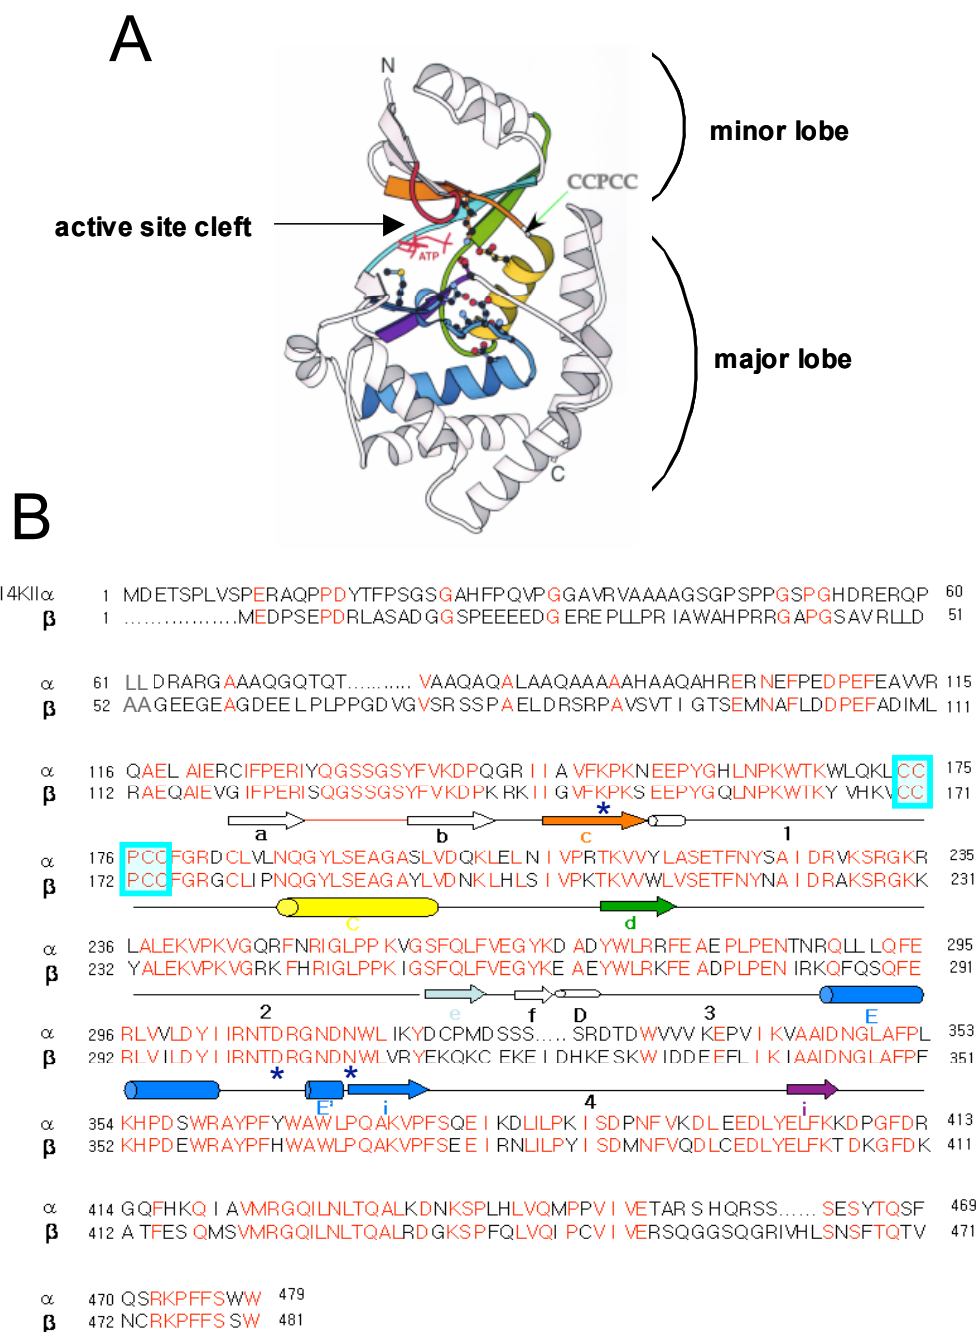 A
N
minor lobe
CCPCC
active site cleft
ATP
major lobe
C
B
I4KII α 1 MDETSPLVSPERAQPPDYTFPSGSGAHFPQVPGGAVRVAAAAGSGPSPPGSPGHDRERQP 60
β 1 ................MEDPSEPDRLASADGGSPEEEEDGEREPLLPRIAWAHPRRGAPGSAVRLLD 51
α 61 LLDRARGAAAQGQTQT..........VAAQAQALAAQAAAAAHAAQAHRERNEFPEDPEFEAVVR 115
β 52 AAGEEGEAGDEELPLPPGDVGVSRSSPAELDRSRPAVSVTIGTSEMNAFLDDPEFADIML 111
α 116 QAELAIERCIFPERIYQGSSGSYFVKDPQGRIIAVFKPKNEEPYGHLNPKWTKWLQKLCC 175
β 112 RAEQAIEVGIFPERISQGSSGSYFVKDPKRKIIGVFKPKSEEPYGQLNPKWTKYVHKVCC 171
*
a b c 1
α 176 PCCFGRDCLVLNQGYLSEAGASLVDQKLELNIVPRTKVVYLASETFNYSAIDRVKSRGKR 235
β 172 PCCFGRGCLIPNQGYLSEAGAYLVDNKLHLSIVPKTKVVWLVSETFNYNAIDRAKSRGKK 231
C d
α 236 LALEKVPKVGQRFNRIGLPPKVGSFQLFVEGYKDADYWLRRFEAEPLPENTNRQLLLQFE 295
β 232 YALEKVPKVGRKFHRIGLPPKIGSFQLFVEGYKEAEYWLRKFEADPLPENIRKQFQSQFE 291
2 e f D 3 E
α 296 RLVVLDYIIRNTDRGNDNWLIKYDCPMDSSS.....SRDTDWVVVKEPVIKVAAIDNGLAFPL 353
β 292 RLVILDYIIRNTDRGNDNWLVRYEKQKCEKEIDHKESKWIDDEEFLIKIAAIDNGLAFPF 351
* *
E' i 4 j
α 354 KHPDSWRAYPFYWAWLPQAKVPFSQEIKDLILPKISDPNFVKDLEEDLYELFKKDPGFDR 413
β 352 KHPDEWRAYPFHWAWLPQAKVPFSEEIRNLILPYISDMNFVQDLCEDLYELFKTDKGFDK 411
α 414 GQFHKQIAVMRGQILNLTQALKDNKSPLHLVQMPPVIVETARSHQRSS......SESYTQSF 469
β 412 ATFESQMSVMRGQILNLTQALRDGKSPFQLVQIPCVIVERSQGGSQGRIVHLSNSFTQTV 471
α 470 QSRKPFFSWW 479
β 472 NCRKPFFSSW 481